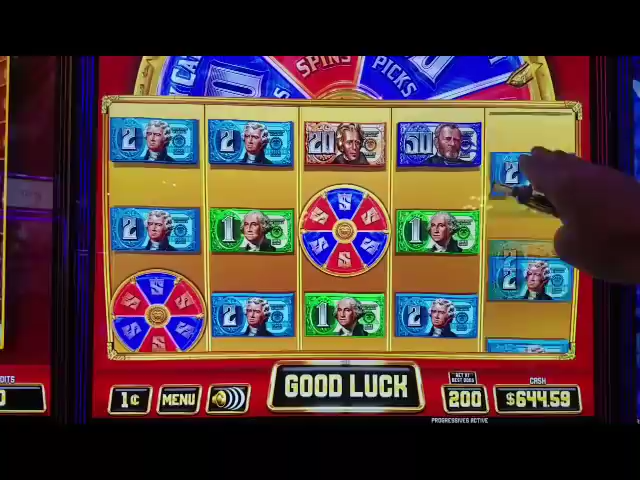 SPINS
PICKS
2 2 20 50 2
2 1 1 2
2 1 2
GOOD LUCK
1¢ MENU
BET AT
BEST ODDS
200
PROGRESSIVES ACTIVE
CASH
$644.59